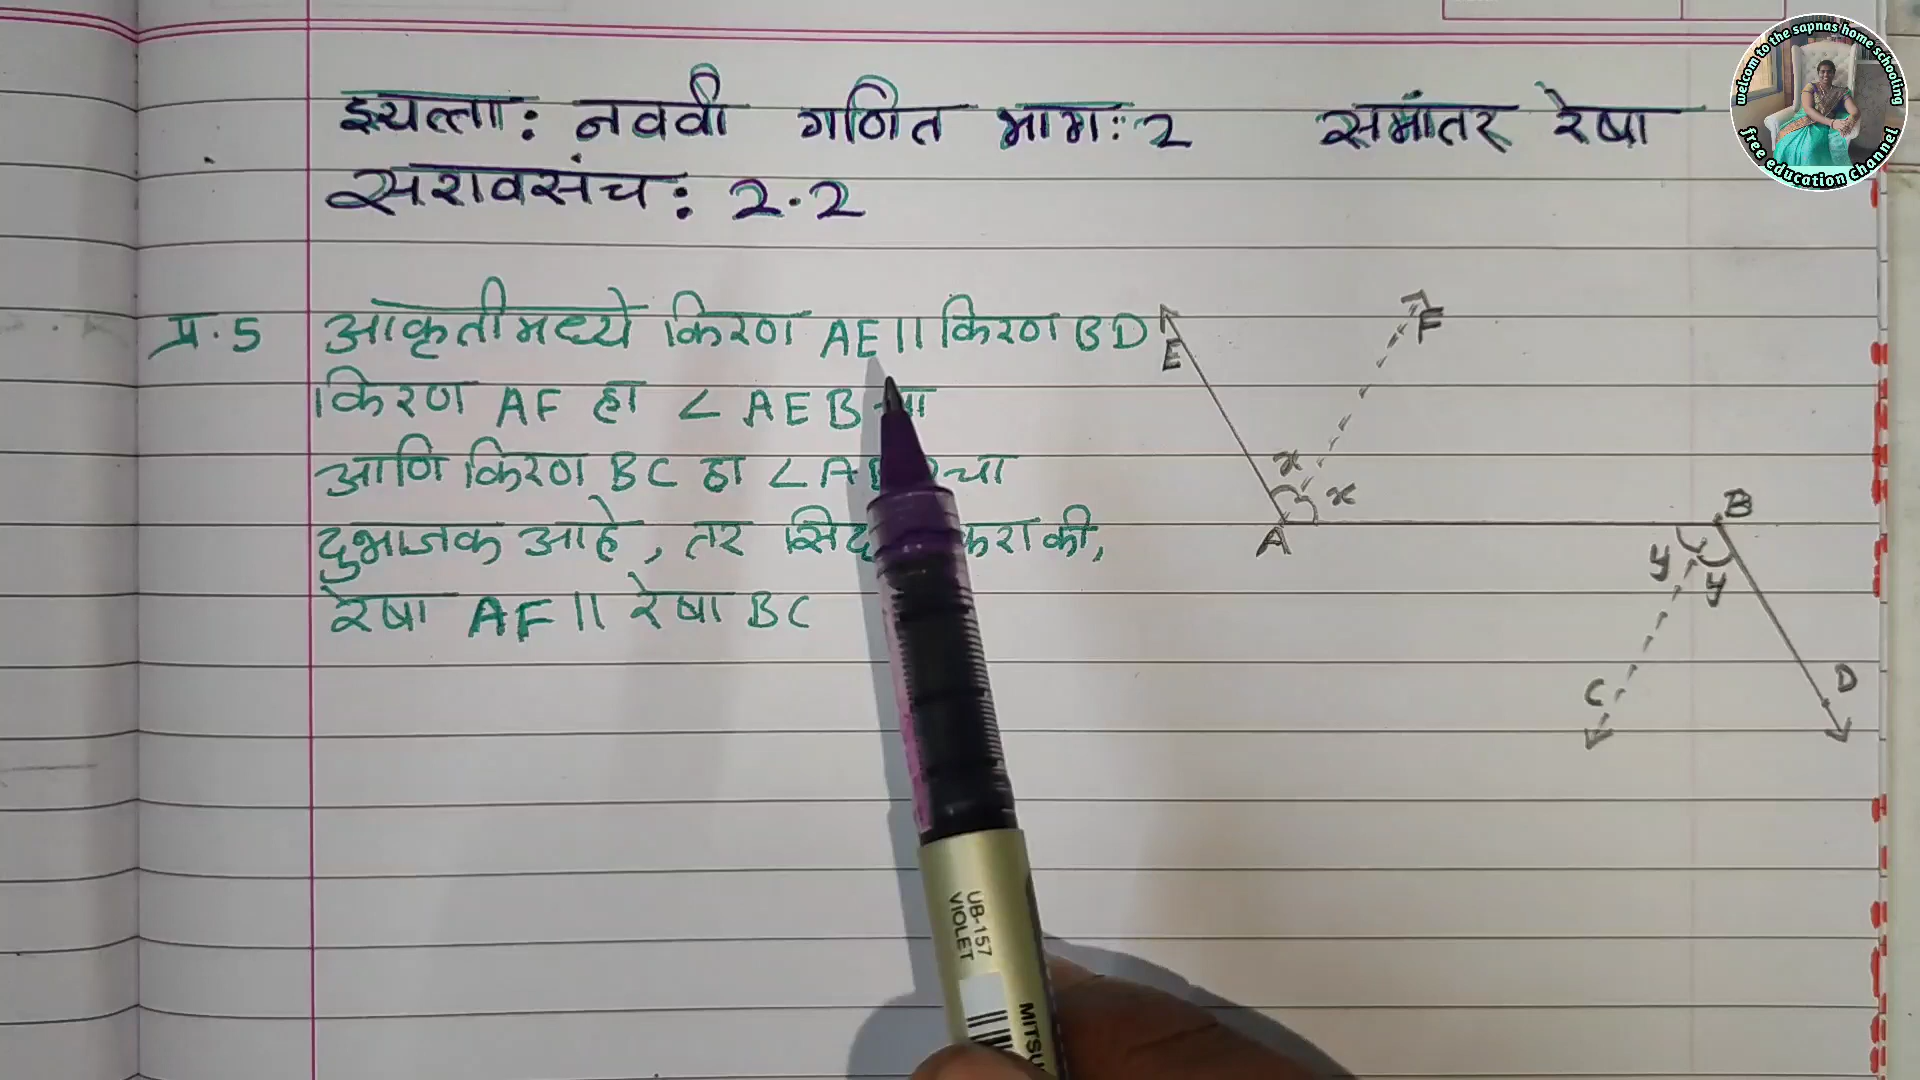 इयत्ता: नववी गणित भाग:2 समांतर रेषा
सरावसंच: 2.2
प्र.5 आकृतीमध्ये किरण AE || किरण BD
किरण AF हा ∠ AEB चा
आणि किरण BC हा ∠ A चा
दुभाजक आहे, तर करा की,
रेषा AF || रेषा BC
E
F
x
x
A
B
y
y
C
D
UB-157
VIOLET
welcom to the sapnas home schooling
free education channel